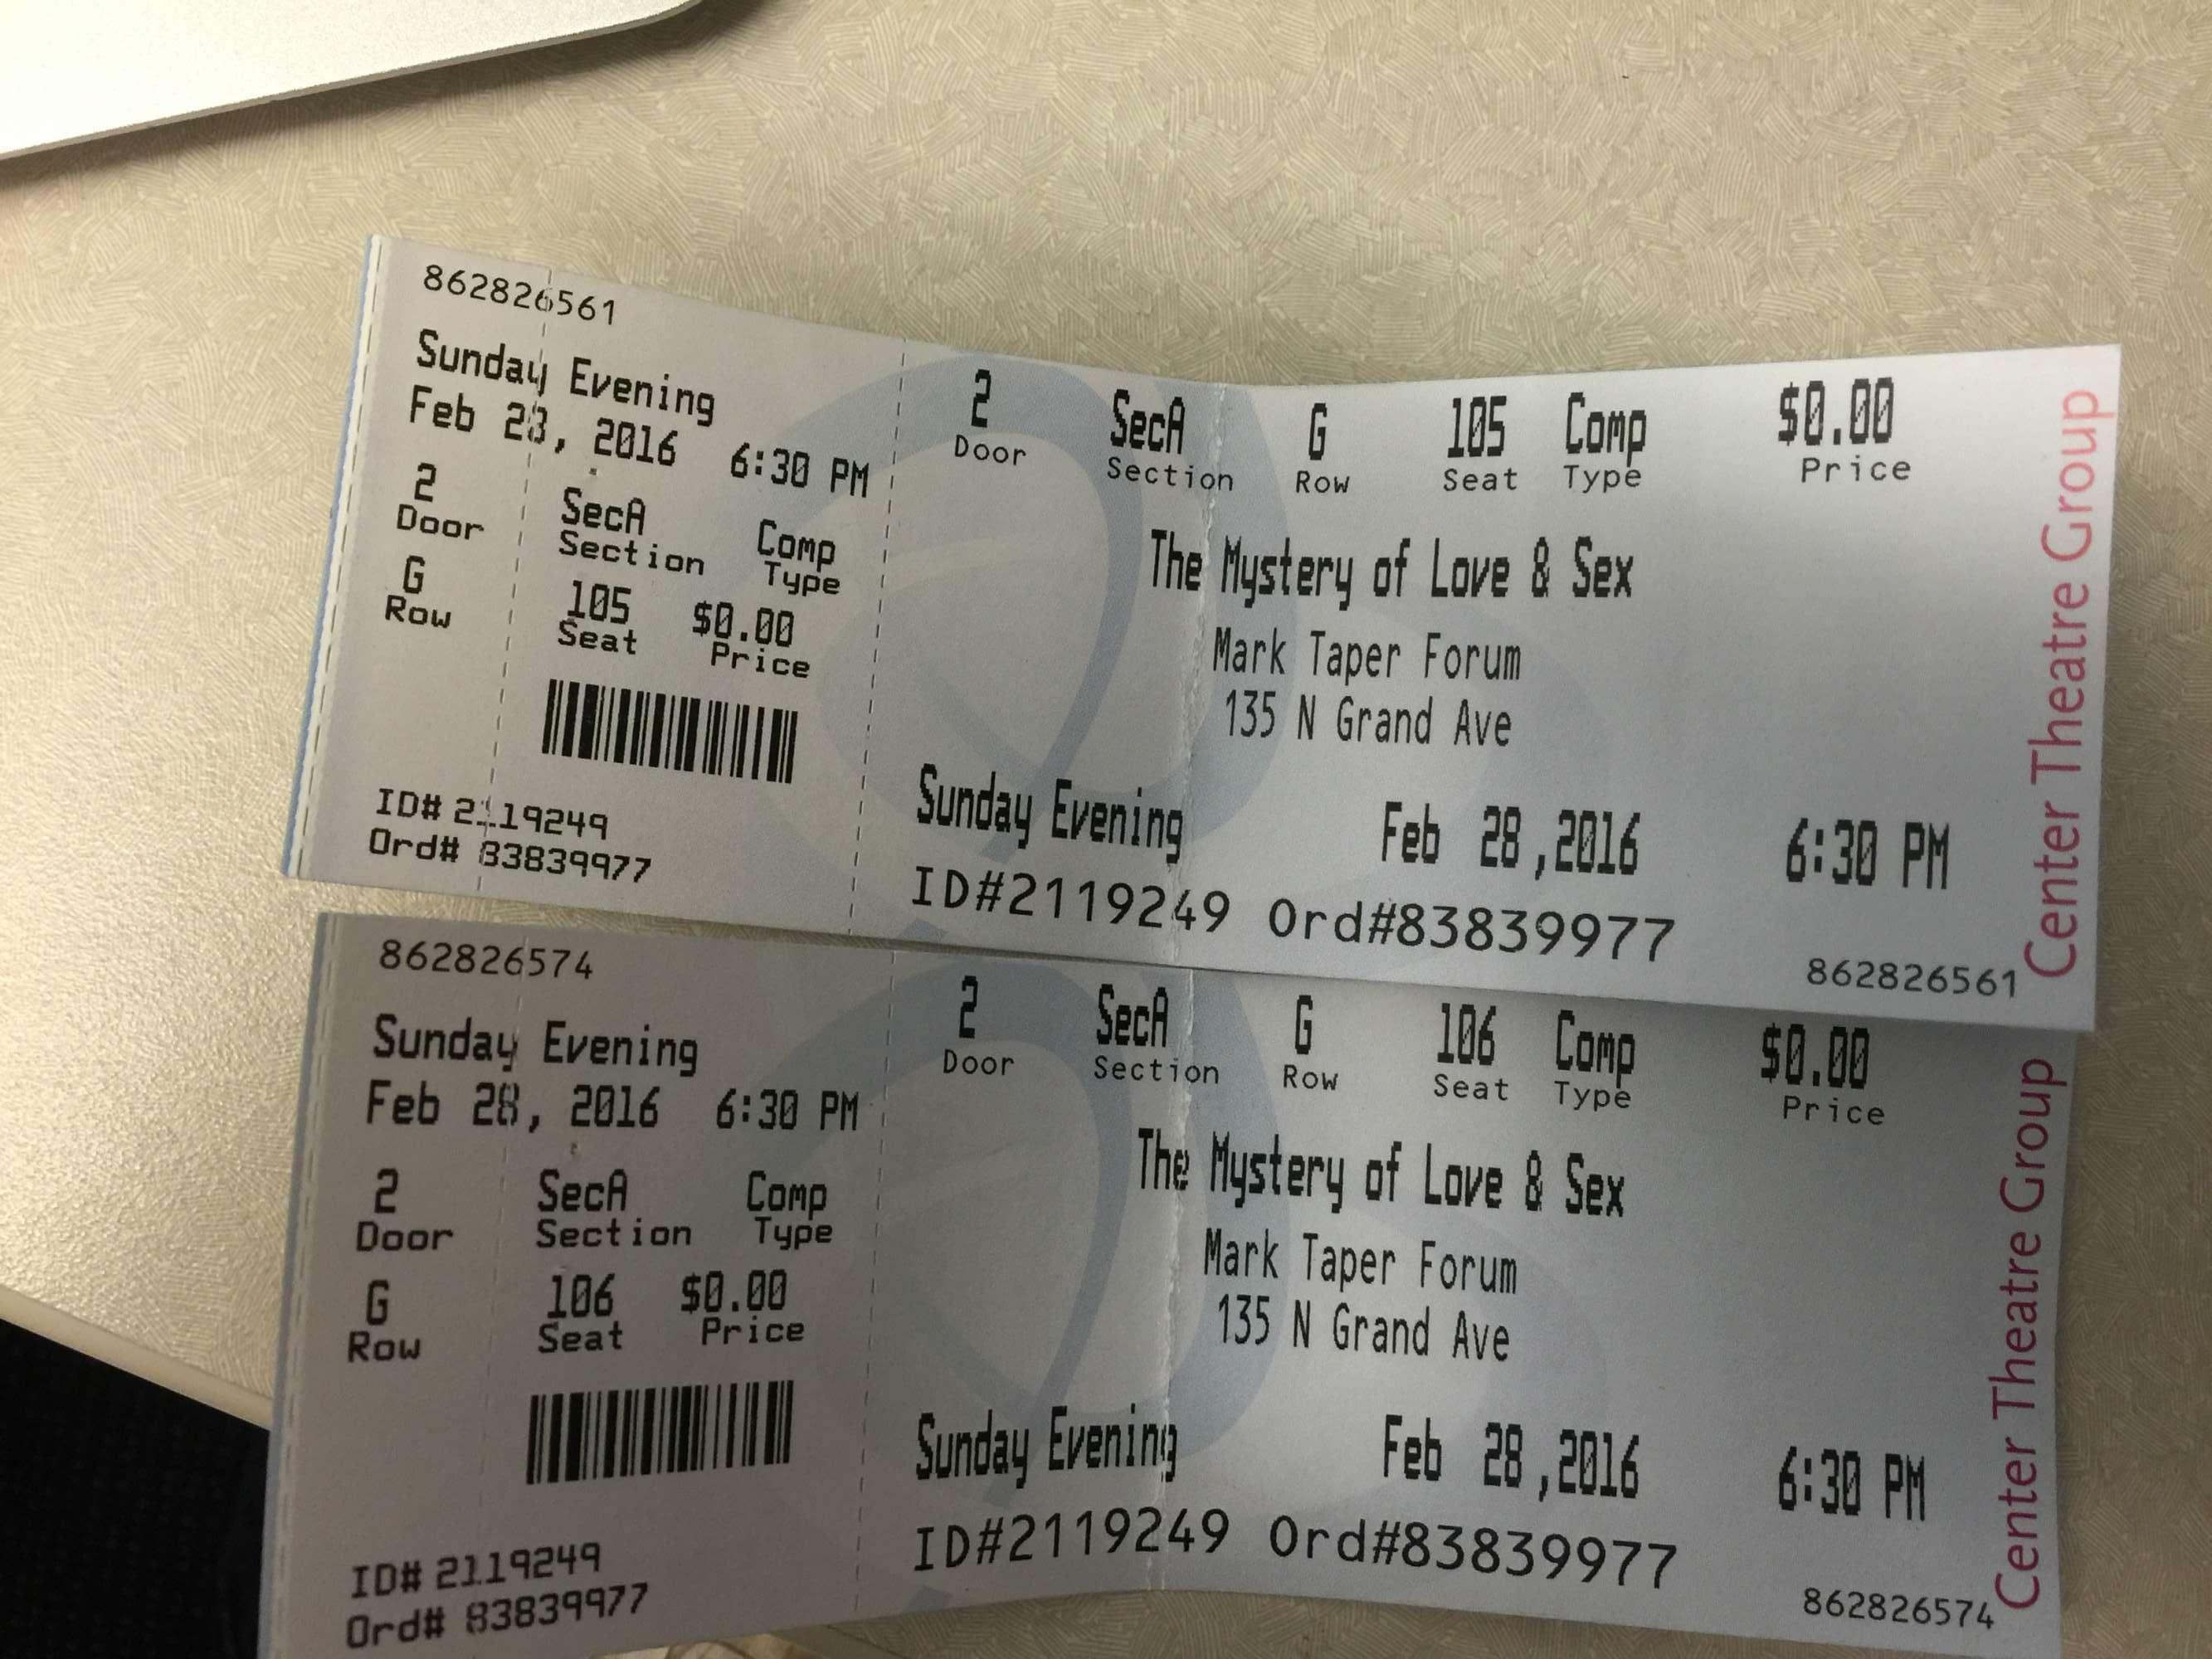 862826561
Sunday Evening
Feb 28, 2016 6:30 PM
2 SecA Comp
Door Section Type
G 105 $0.00
Row Seat Price
ID# 2119249
Ord# 83839977
2 SecA G 105 Comp $0.00
Door Section Row Seat Type Price
The Mystery of Love & Sex
Mark Taper Forum
135 N Grand Ave
Sunday Evening Feb 28 ,2016 6:30 PM
ID#2119249 Ord#83839977
862826561
Center Theatre Group
862826574
Sunday Evening
Feb 28, 2016 6:30 PM
2 SecA Comp
Door Section Type
G 106 $0.00
Row Seat Price
ID# 2119249
Ord# 83839977
2 SecA G 106 Comp $0.00
Door Section Row Seat Type Price
The Mystery of Love & Sex
Mark Taper Forum
135 N Grand Ave
Sunday Evening Feb 28 ,2016 6:30 PM
ID#2119249 Ord#83839977
862826574
Center Theatre Group